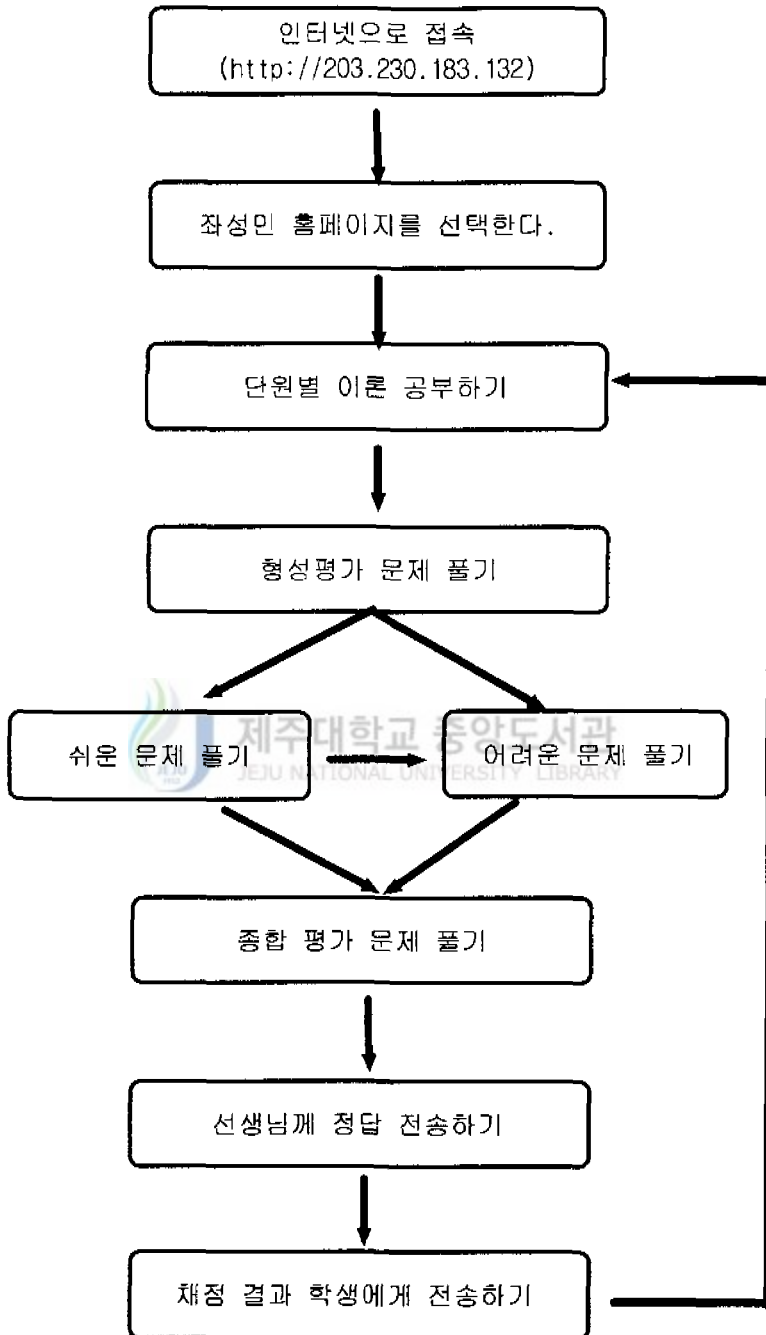 인터넷으로 접속
(http://203.230.183.132)
좌성민 홈페이지를 선택한다.
단원별 이론 공부하기
형성평가 문제 풀기
제주대학교 중앙도서관
JEJU NATIONAL UNIVERSITY LIBRARY
쉬운 문제 풀기
어려운 문제 풀기
종합 평가 문제 풀기
선생님께 정답 전송하기
채점 결과 학생에게 전송하기